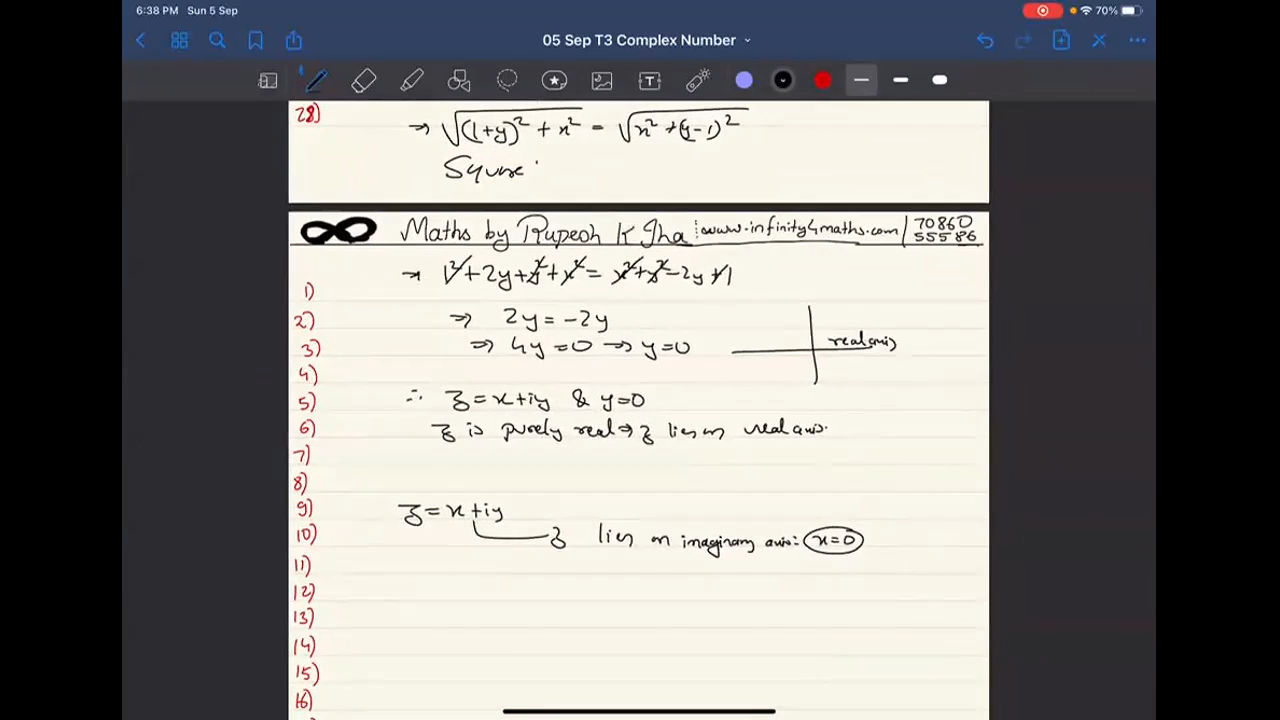 6:38 PM Sun 5 Sep
70%
05 Sep T3 Complex Number
28)
→ √(1+y)² + x² = √x² + (y-1)²
Square
∞ Maths by Rupesh K Jha www.infinity4maths.com / 70860 55586
→ 1² + 2y + y² + x² = x² + y² - 2y + 1
1)
2) ⇒ 2y = -2y
3) ⇒ 4y = 0 → y = 0 real axis
4)
5) ∴ z = x+iy & y=0
6) z is purely real → z lies on real axis.
7)
8)
9) z = x+iy
10) z lies on imaginary axis: x=0
11)
12)
13)
14)
15)
16)